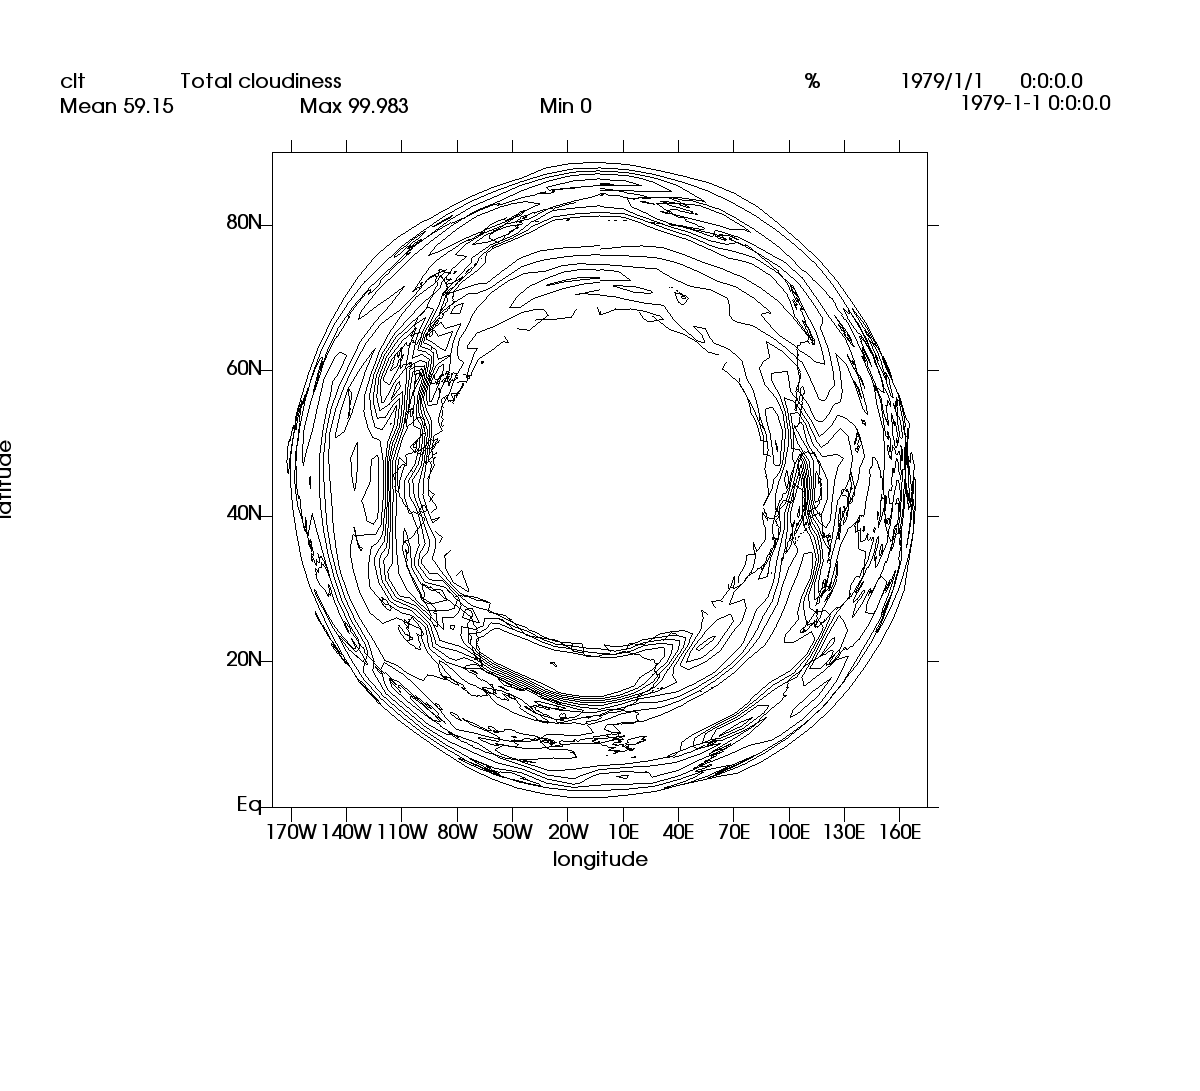 clt Total cloudiness % 1979/1/1 0:0:0.0
Mean 59.15 Max 99.983 Min 0 1979-1-1 0:0:0.0
80N
60N
latitude
40N
20N
Eq
170W 140W 110W 80W 50W 20W 10E 40E 70E 100E 130E 160E
longitude